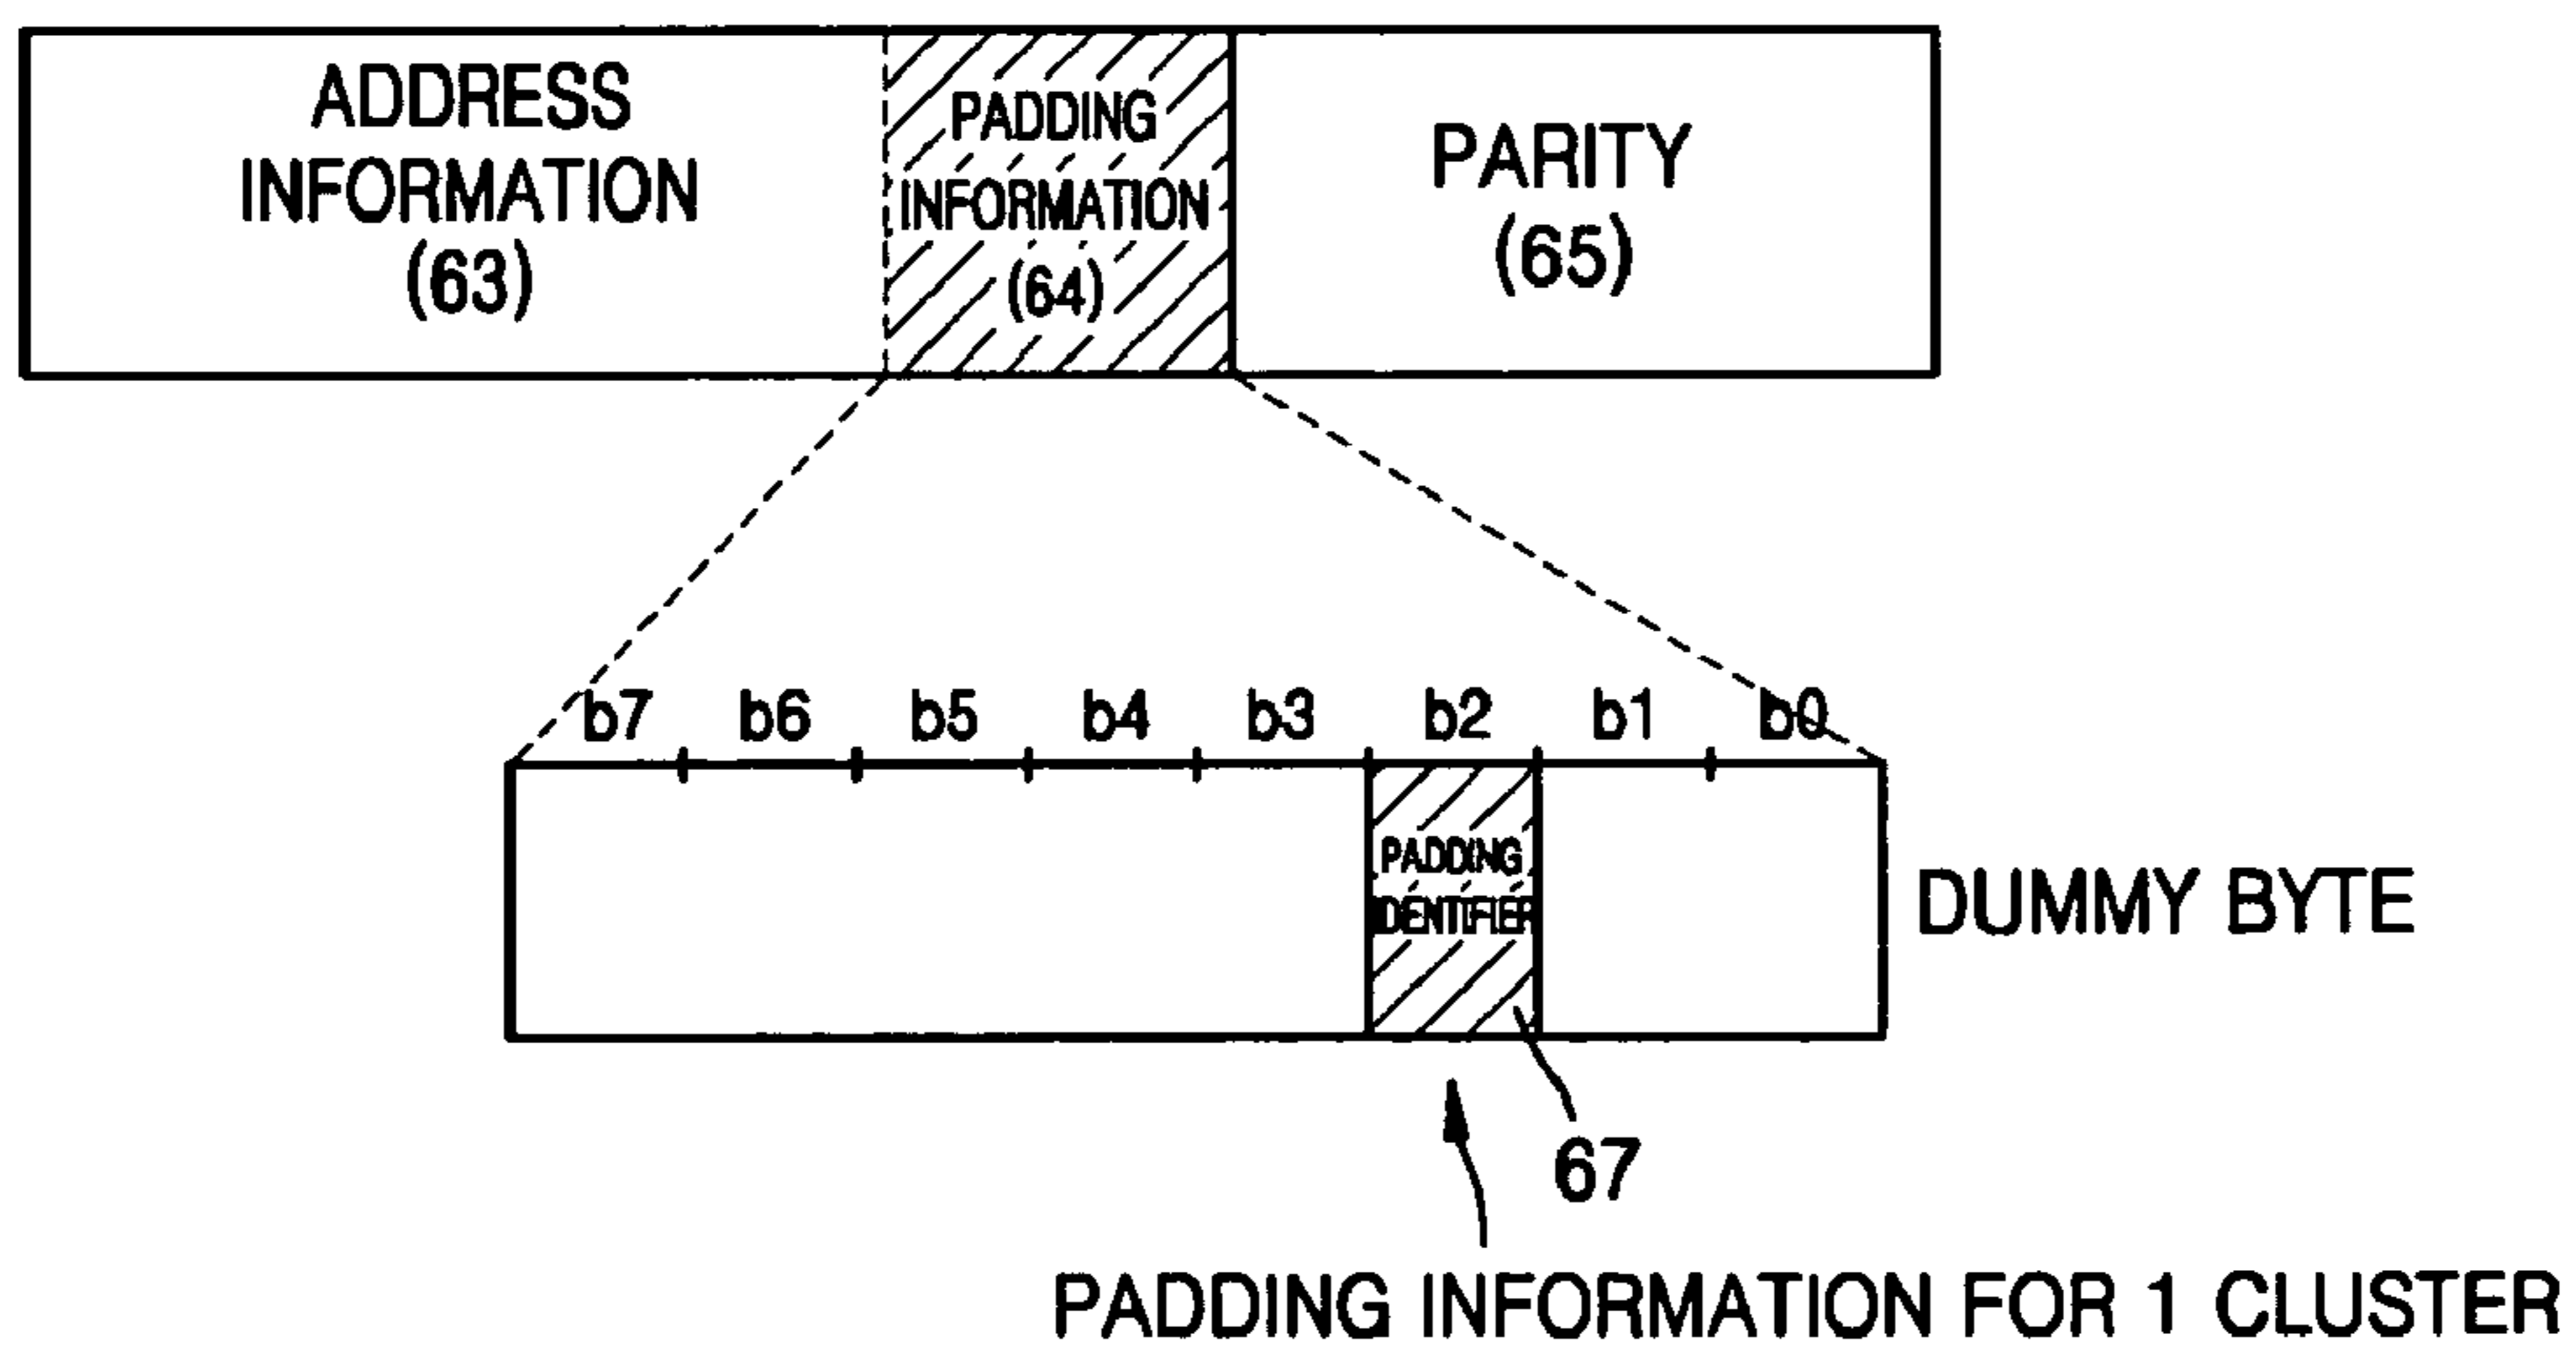 ADDRESS
INFORMATION
(63)
PADDING
INFORMATION
(64)
PARITY
(65)
b7 b6 b5 b4 b3 b2 b1 b0
PADDING
IDENTIFIER
DUMMY BYTE
67
PADDING INFORMATION FOR 1 CLUSTER